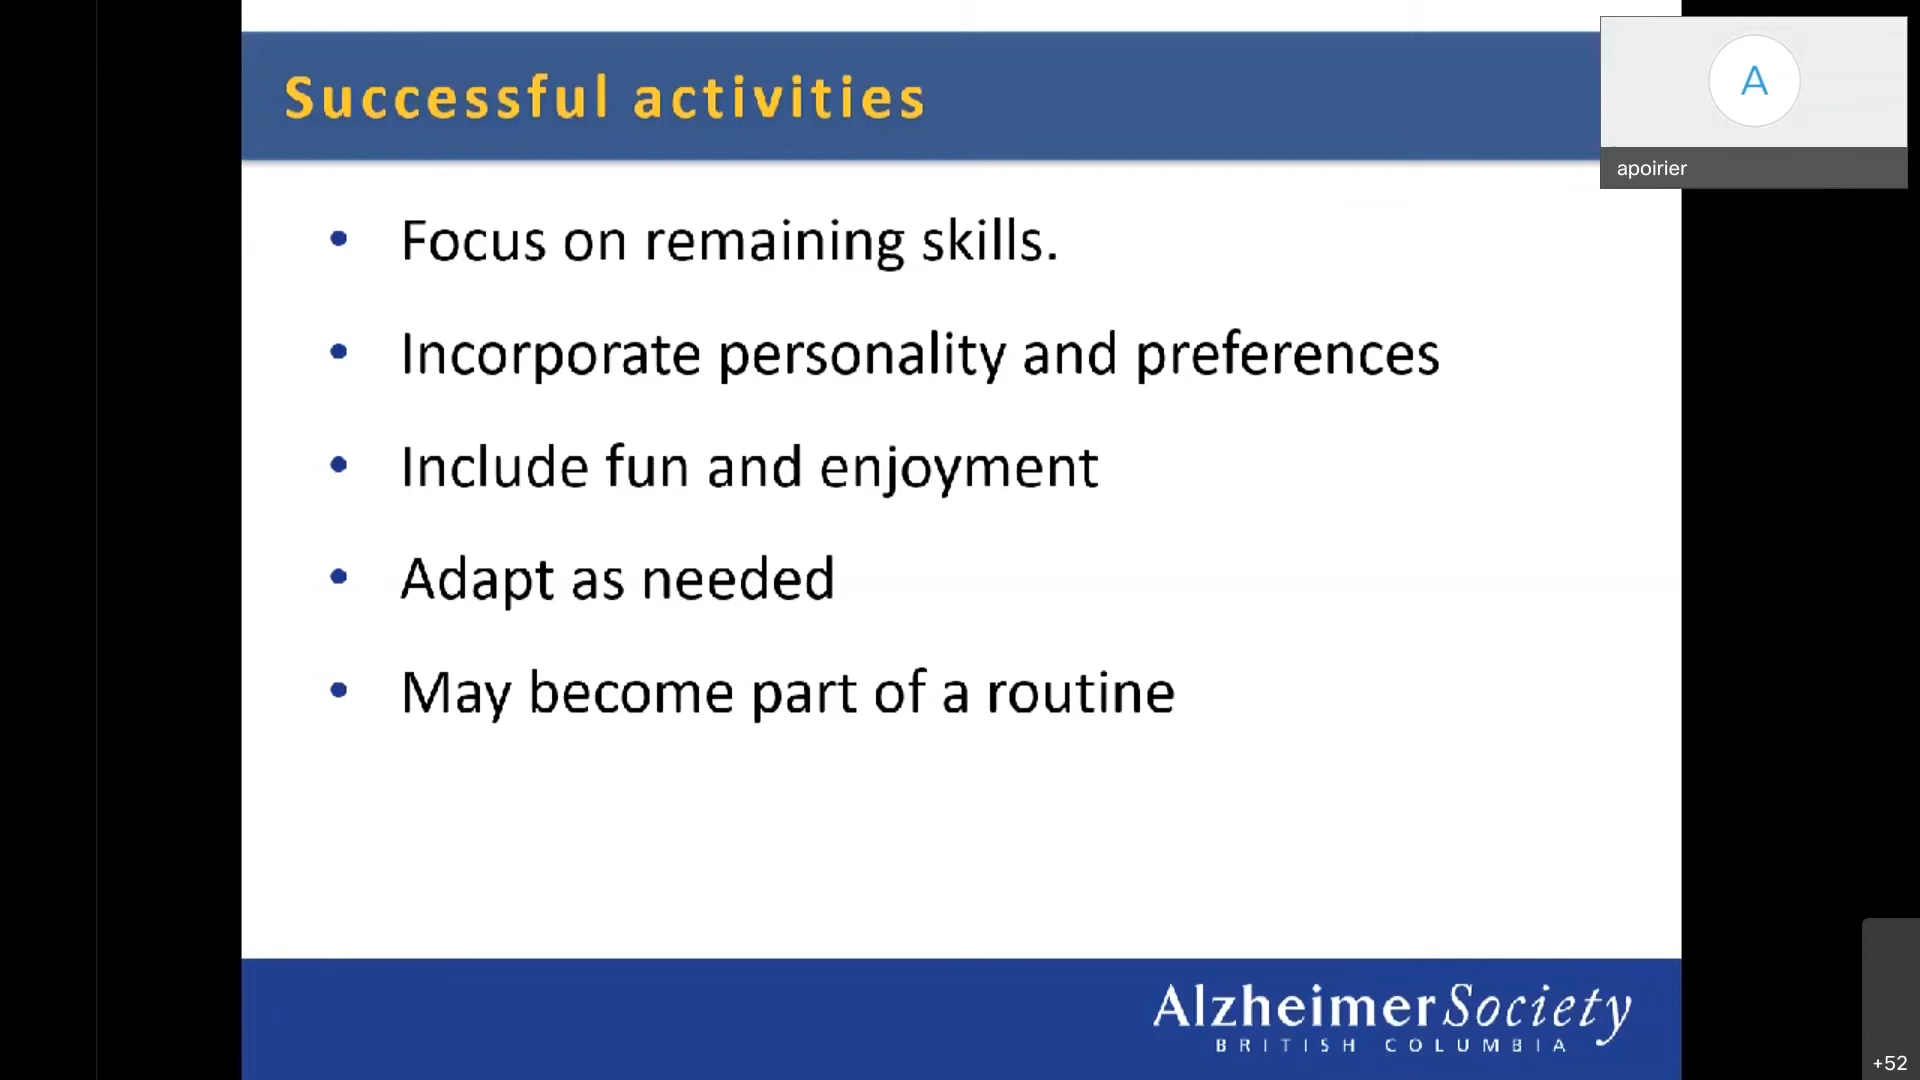 Successful activities
A
apoirier
• Focus on remaining skills.
• Incorporate personality and preferences
• Include fun and enjoyment
• Adapt as needed
• May become part of a routine
AlzheimerSociety
BRITISH COLUMBIA
+52